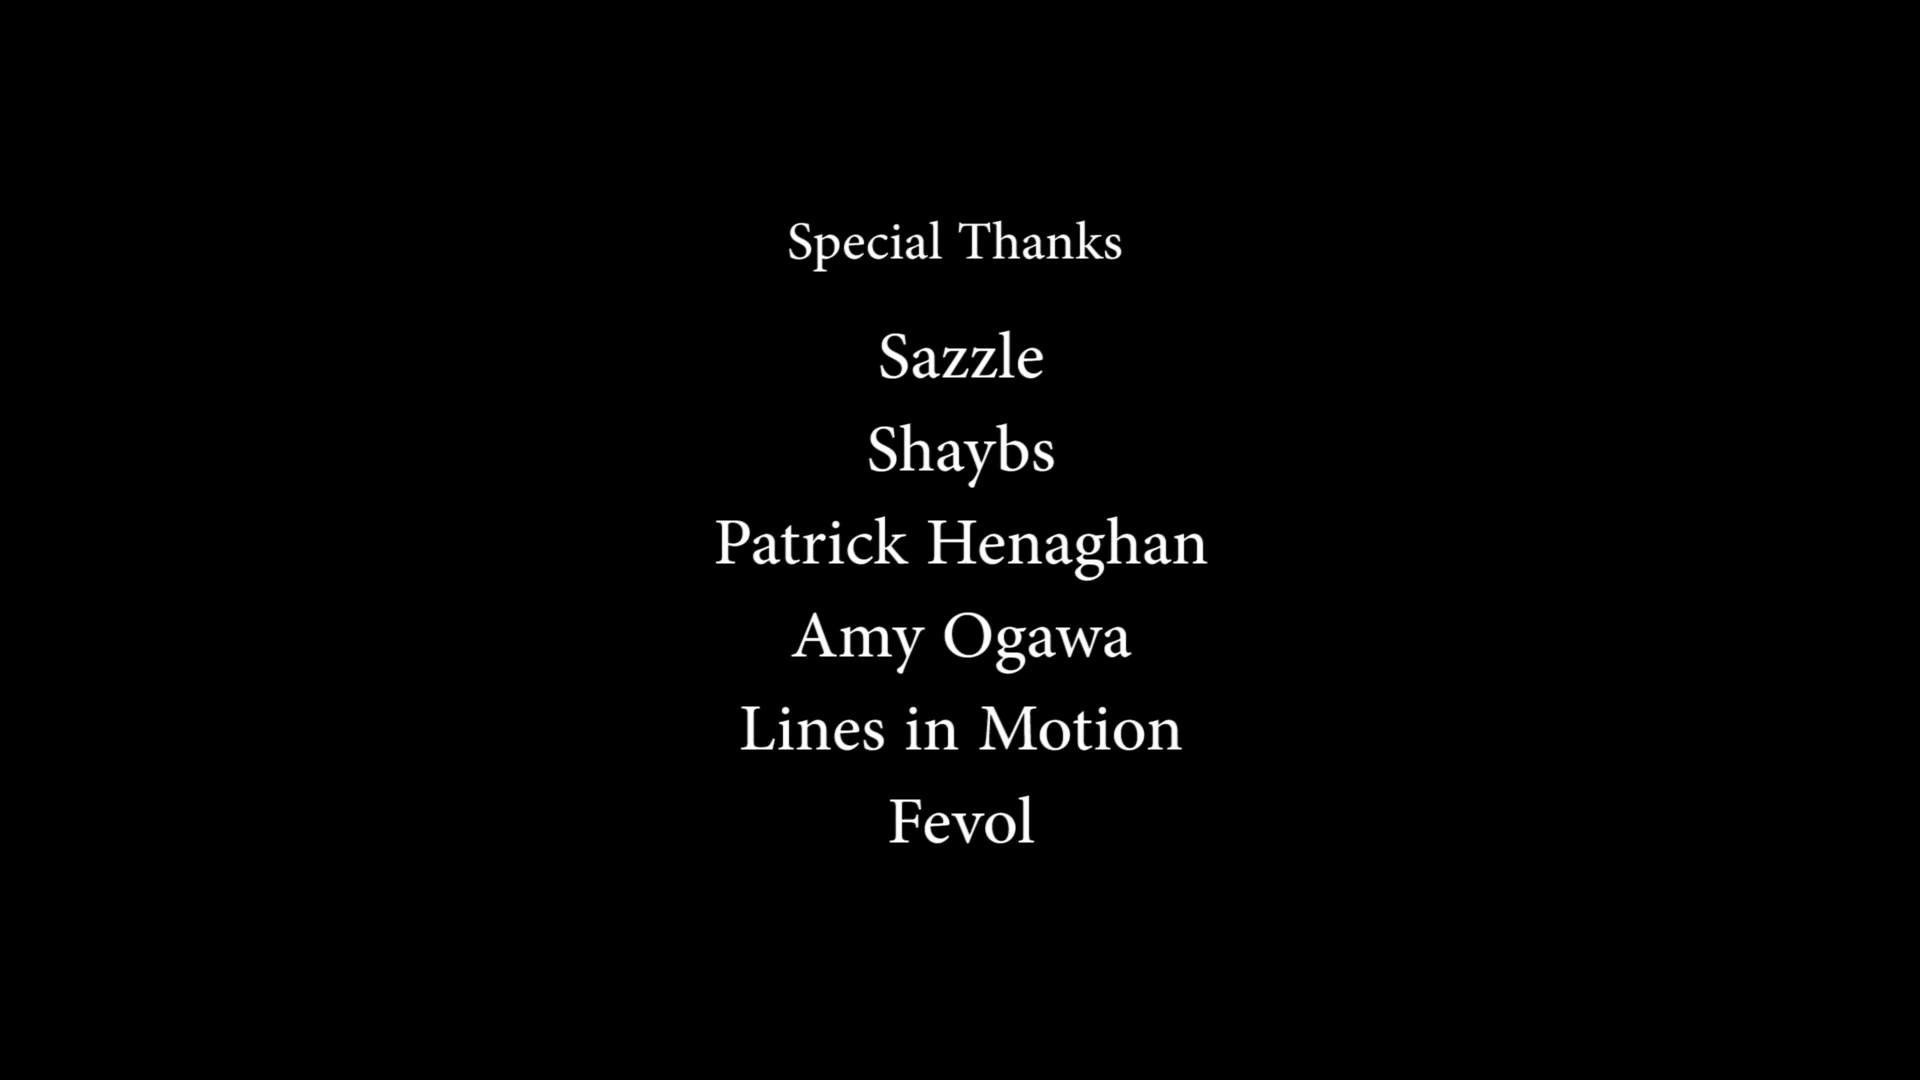 Special Thanks
Sazzle
Shaybs
Patrick Henaghan
Amy Ogawa
Lines in Motion
Fevol